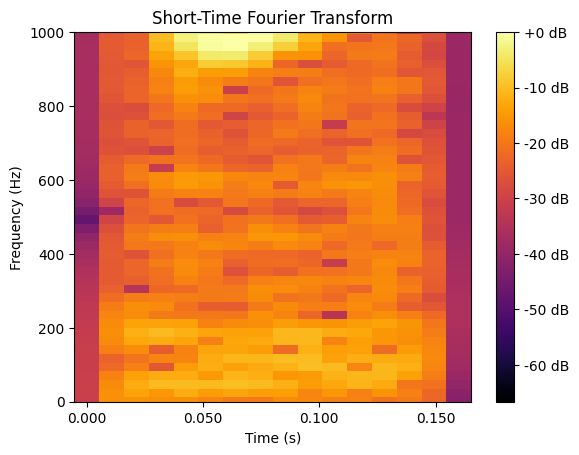 Short-Time Fourier Transform
1000
800
600
400
200
0
Frequency (Hz)
0.000
0.050
0.100
0.150
Time (s)
+0 dB
-10 dB
-20 dB
-30 dB
-40 dB
-50 dB
-60 dB